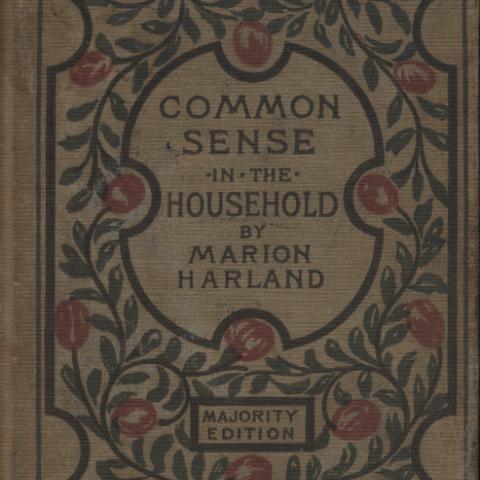 COMMON
SENSE
·IN·THE·
HOUSEHOLD
BY
MARION
HARLAND
MAJORITY
EDITION